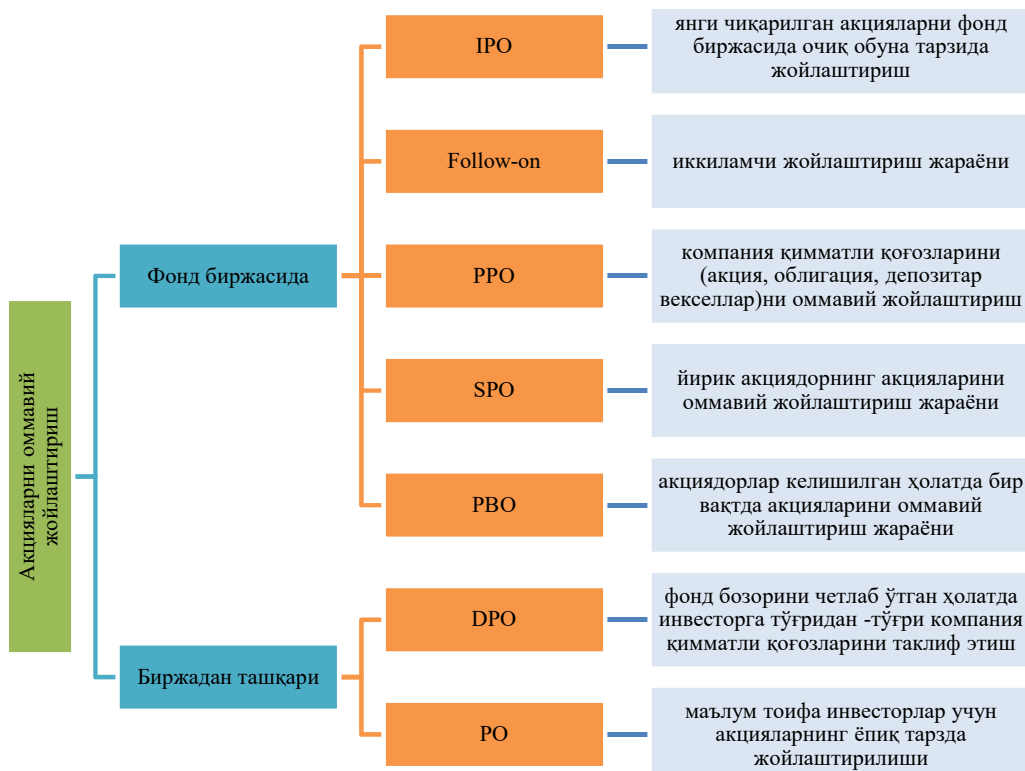 Акцияларни оммавий
жойлаштириш
Фонд биржасида
IPO
янги чиқарилган акцияларни фонд
биржасида очиқ обуна тарзида
жойлаштириш
Follow-on
иккиламчи жойлаштириш жараёни
PPO
компания қимматли қоғозларини
(акция, облигация, депозитар
векселлар)ни оммавий жойлаштириш
SPO
йирик акциядорнинг акцияларини
оммавий жойлаштириш жараёни
PBO
акциядорлар келишилган ҳолатда бир
вақтда акцияларини оммавий
жойлаштириш жараёни
Биржадан ташқари
DPO
фонд бозорини четлаб ўтган ҳолатда
инвесторга тўғридан -тўғри компания
қимматли қоғозларини таклиф этиш
PO
маълум тоифа инвесторлар учун
акцияларнинг ёпиқ тарзда
жойлаштирилиши